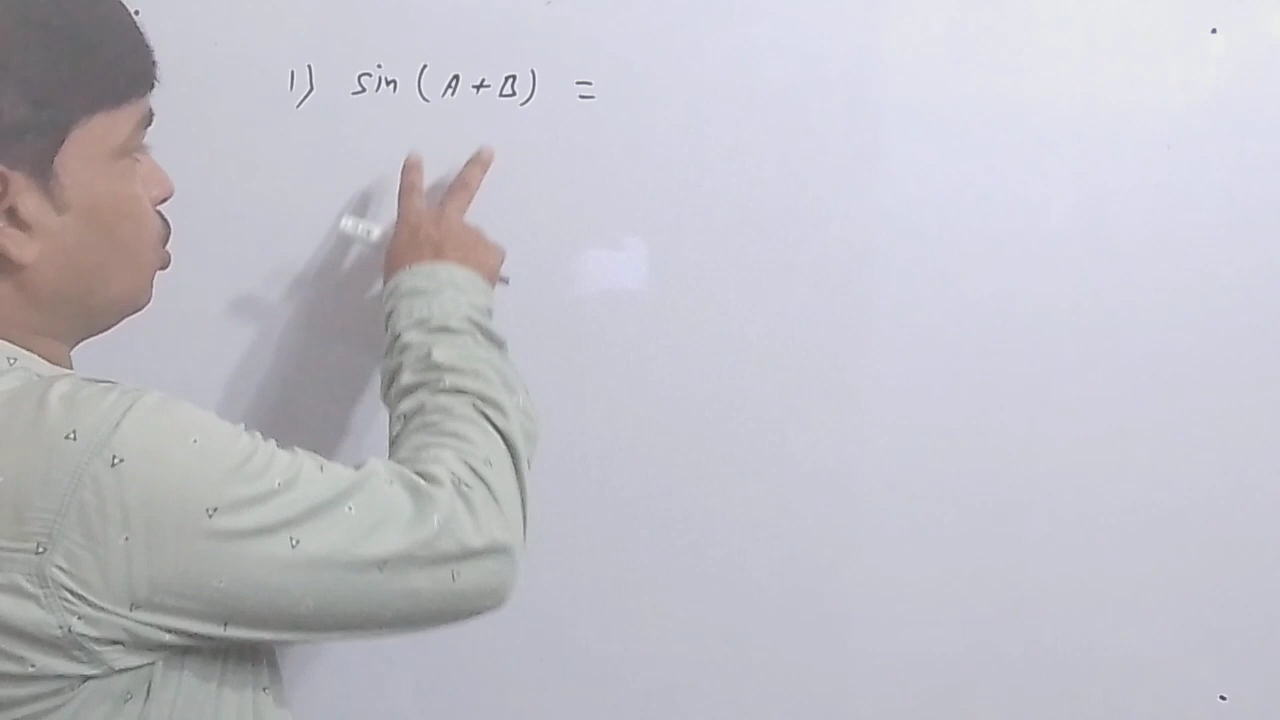 1) sin (A+B) =